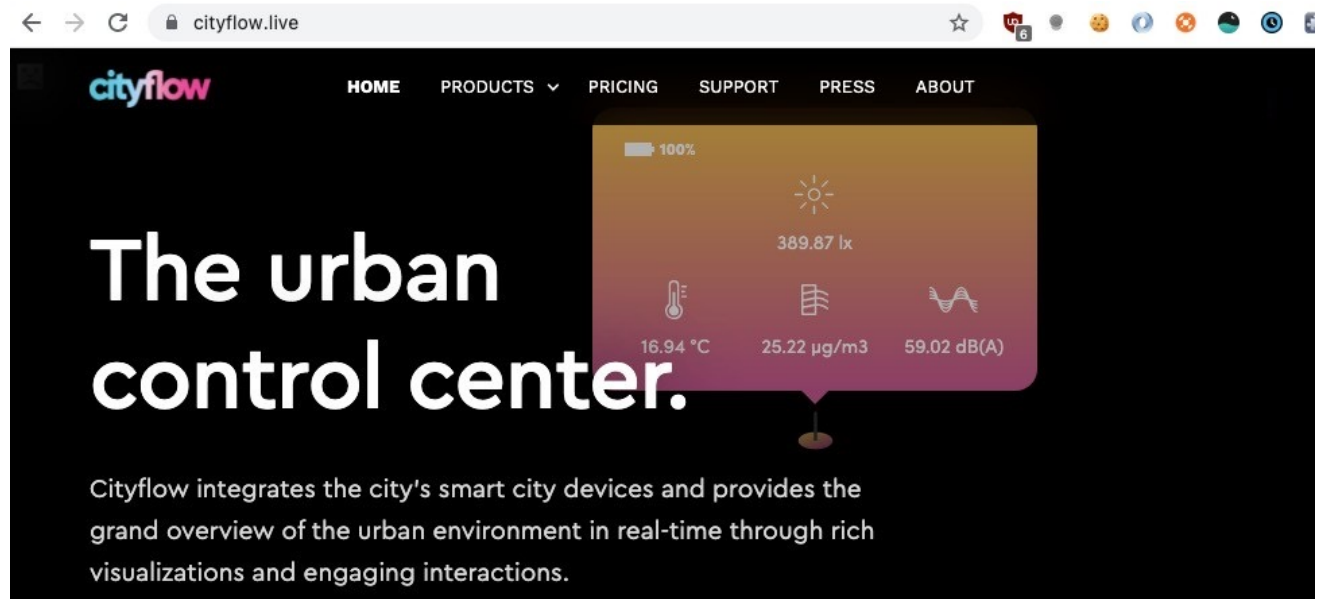 cityflow.live
6
cityflow
HOME PRODUCTS PRICING SUPPORT PRESS ABOUT
100%
389.87 lx
16.94 °C 25.22 µg/m3 59.02 dB(A)
The urban
control center.
Cityflow integrates the city's smart city devices and provides the
grand overview of the urban environment in real-time through rich
visualizations and engaging interactions.